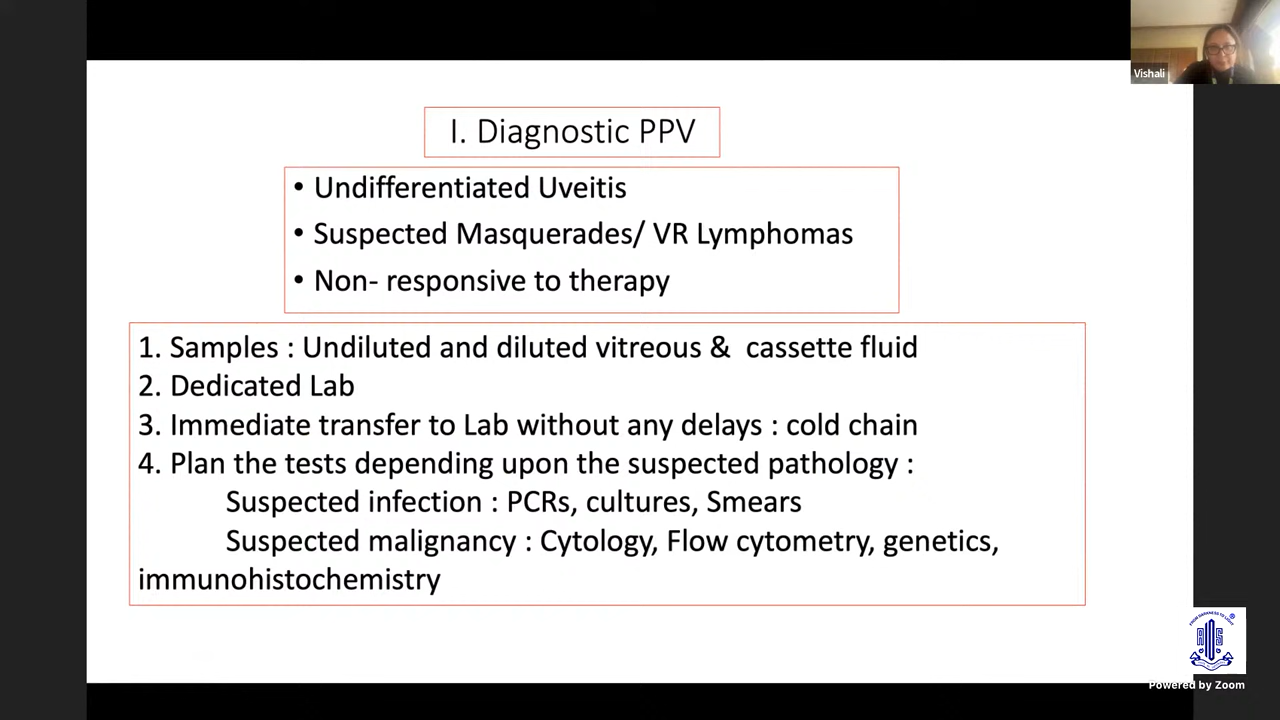 Vishali
I. Diagnostic PPV
• Undifferentiated Uveitis
• Suspected Masquerades/ VR Lymphomas
• Non- responsive to therapy
1. Samples : Undiluted and diluted vitreous & cassette fluid
2. Dedicated Lab
3. Immediate transfer to Lab without any delays : cold chain
4. Plan the tests depending upon the suspected pathology :
Suspected infection : PCRs, cultures, Smears
Suspected malignancy : Cytology, Flow cytometry, genetics,
immunohistochemistry
Powered by Zoom